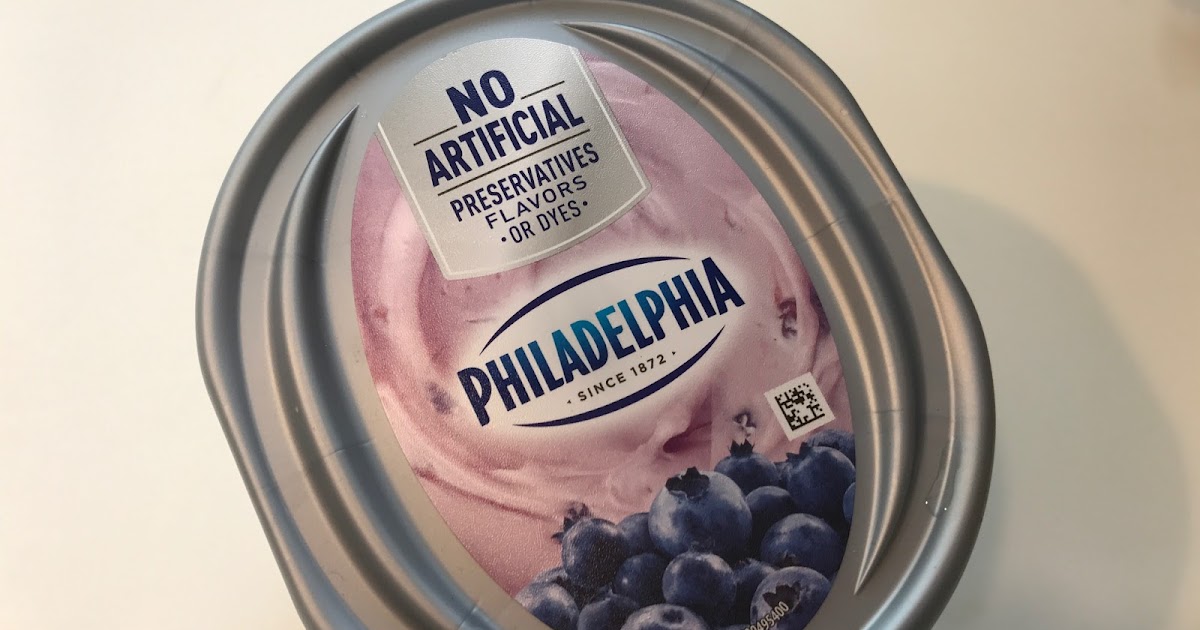 NO
ARTIFICIAL
PRESERVATIVES
FLAVORS
•OR DYES•
PHILADELPHIA
• SINCE 1872 •